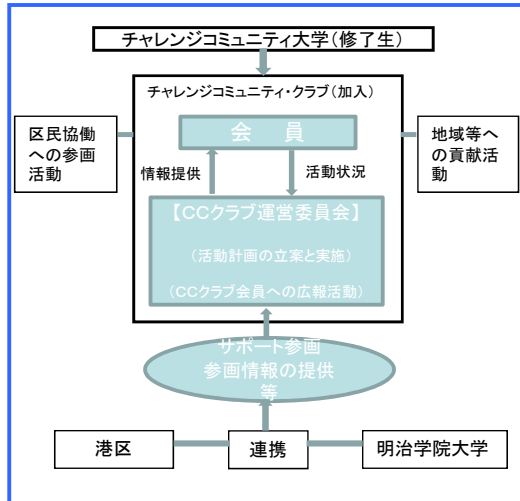 チャレンジコミュニティ大学(修了生)
チャレンジコミュニティ・クラブ(加入)
区民協働
への参画
活動
会　員
地域等へ
の貢献活
動
情報提供
活動状況
【CCクラブ運営委員会】
(活動計画の立案と実施)
(CCクラブ会員への広報活動)
サポート参画
参画情報の提供
等
港区
連携
明治学院大学